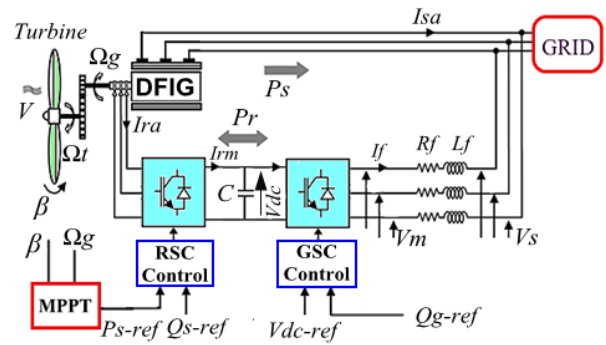 Turbine
Isa
Ωg
GRID
DFIG
Ps
V
Ira
Pr
Ωt
Irm
If
Rf
Lf
C
Vdc
β
Vm
Vs
β
Ωg
RSC
Control
GSC
Control
MPPT
Ps-ref
Qs-ref
Vdc-ref
Qg-ref